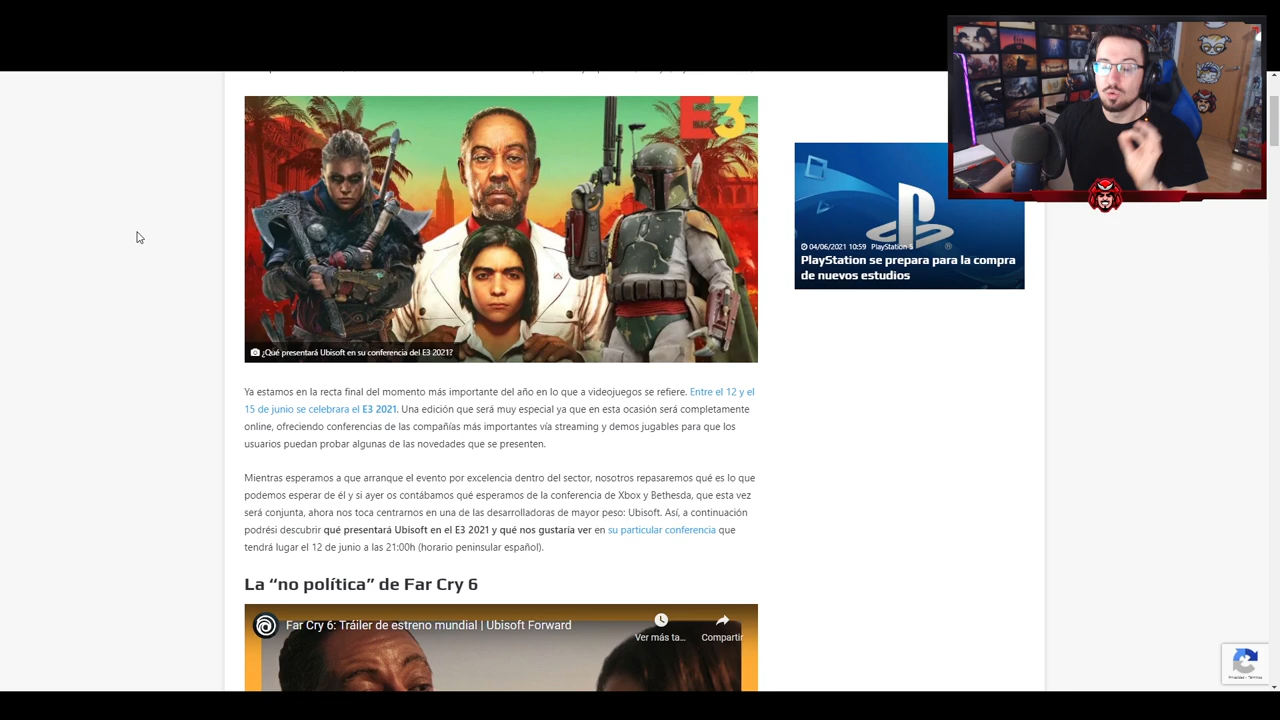 E3
¿Qué presentará Ubisoft en su conferencia del E3 2021?
04/06/2021 10:59 PlayStation 5
PlayStation se prepara para la compra
de nuevos estudios
Ya estamos en la recta final del momento más importante del año en lo que a videojuegos se refiere. Entre el 12 y el
15 de junio se celebrara el E3 2021. Una edición que será muy especial ya que en esta ocasión será completamente
online, ofreciendo conferencias de las compañías más importantes vía streaming y demos jugables para que los
usuarios puedan probar algunas de las novedades que se presenten.
Mientras esperamos a que arranque el evento por excelencia dentro del sector, nosotros repasaremos qué es lo que
podemos esperar de él y si ayer os contábamos qué esperamos de la conferencia de Xbox y Bethesda, que esta vez
será conjunta, ahora nos toca centrarnos en una de las desarrolladoras de mayor peso: Ubisoft. Así, a continuación
podrési descubrir qué presentará Ubisoft en el E3 2021 y qué nos gustaría ver en su particular conferencia que
tendrá lugar el 12 de junio a las 21:00h (horario peninsular español).
La “no política” de Far Cry 6
Far Cry 6: Tráiler de estreno mundial | Ubisoft Forward
Ver más ta...
Compartir
Privacidad - Términos